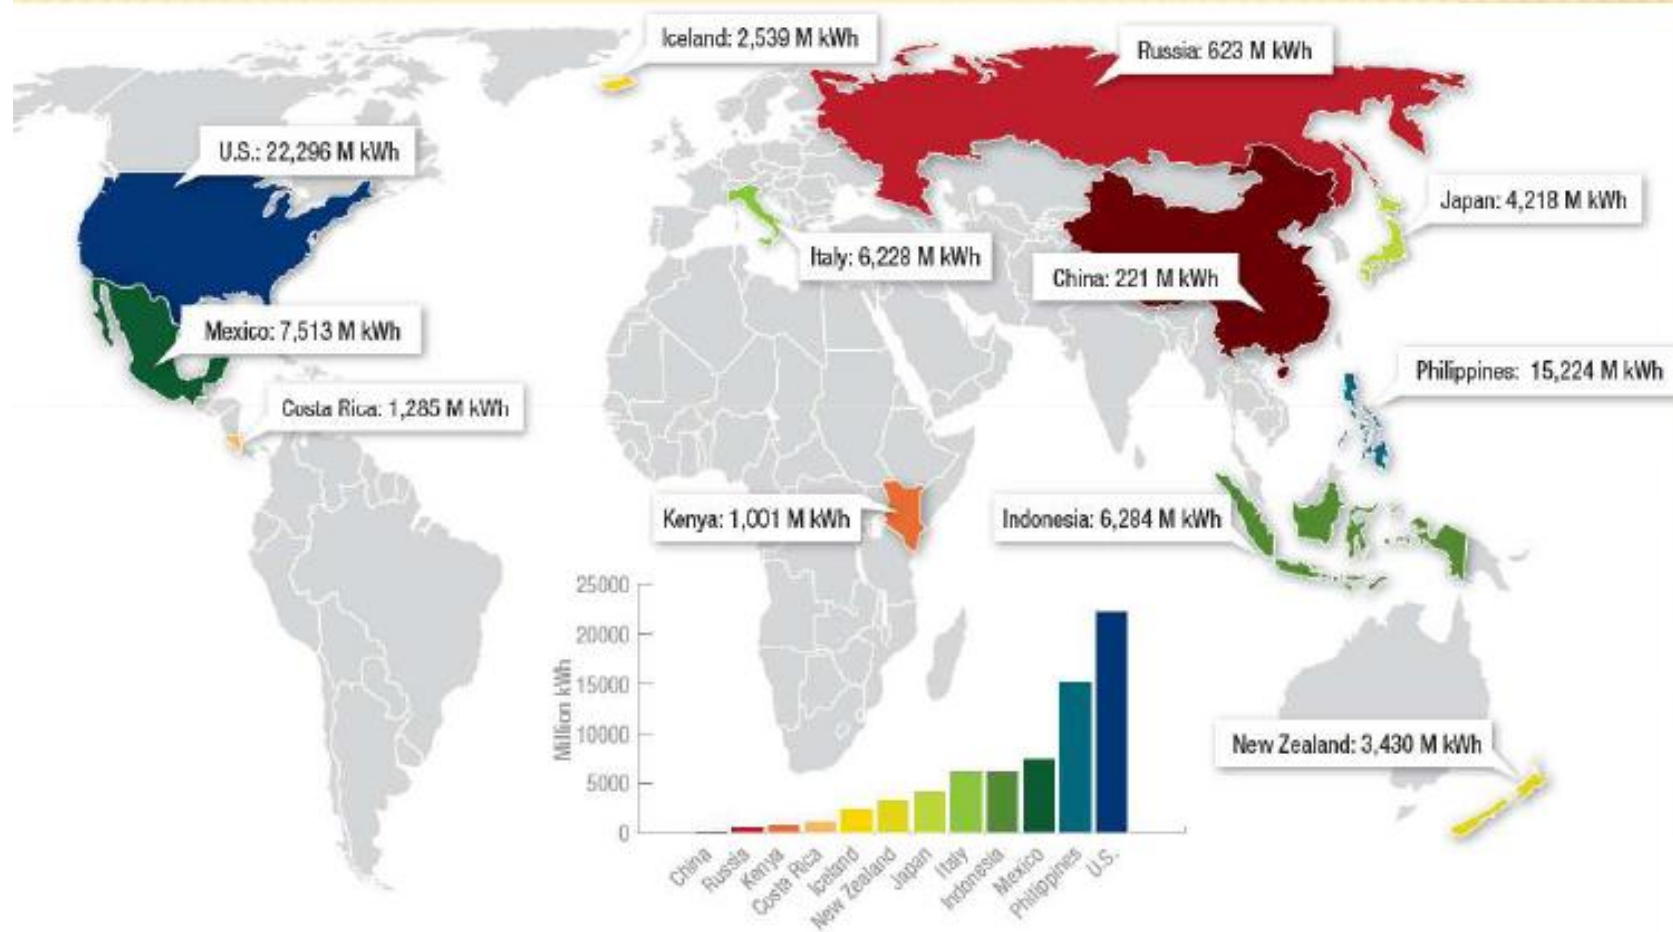 Iceland: 2,539 M kWh
Russia: 623 M kWh
U.S.: 22,296 M kWh
Japan: 4,218 M kWh
Italy: 6,228 M kWh
China: 221 M kWh
Mexico: 7,513 M kWh
Philippines: 15,224 M kWh
Costa Rica: 1,285 M kWh
Kenya: 1,001 M kWh
Indonesia: 6,284 M kWh
New Zealand: 3,430 M kWh
Million kWh
25000
20000
15000
10000
5000
0
China
Russia
Kenya
Costa Rica
Iceland
New Zealand
Japan
Italy
Indonesia
Mexico
Philippines
U.S.